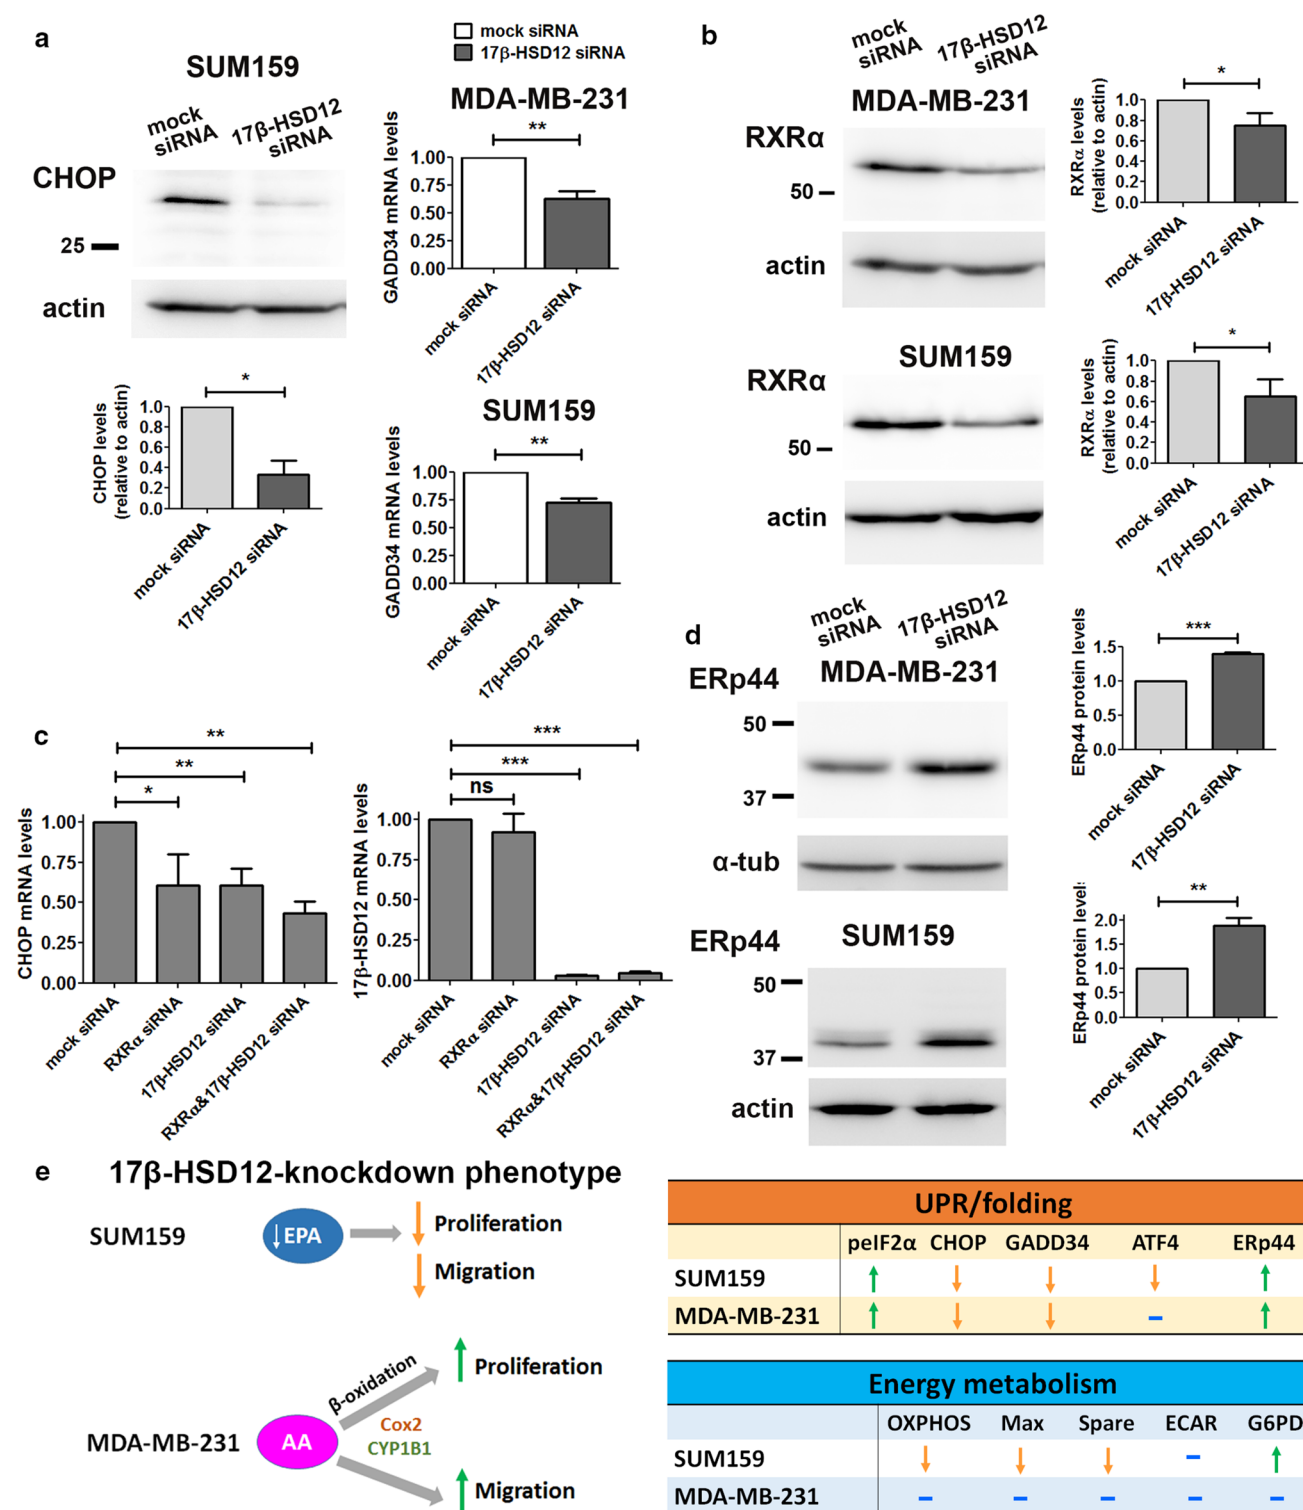 a
SUM159
mock siRNA
17β-HSD12 siRNA
CHOP
25
actin
CHOP levels
(relative to actin)
*
1.0
0.8
0.6
0.4
0.2
0.0
mock siRNA
17β-HSD12 siRNA
mock siRNA
17β-HSD12 siRNA
MDA-MB-231
GADD34 mRNA levels
**
1.00
0.75
0.50
0.25
0.00
mock siRNA
17β-HSD12 siRNA
SUM159
GADD34 mRNA levels
**
1.00
0.75
0.50
0.25
0.00
mock siRNA
17β-HSD12 siRNA
b
mock
siRNA
17β-HSD12
siRNA
MDA-MB-231
RXRα
50
actin
RXRα levels
(relative to actin)
*
1.0
0.8
0.6
0.4
0.2
0.0
mock siRNA
17β-HSD12 siRNA
SUM159
RXRα
50
actin
RXRα levels
(relative to actin)
*
1.0
0.8
0.6
0.4
0.2
0.0
mock siRNA
17β-HSD12 siRNA
c
CHOP mRNA levels
**
**
*
1.00
0.75
0.50
0.25
0.00
mock siRNA
RXRα siRNA
17β-HSD12 siRNA
RXRα&17β-HSD12 siRNA
17β-HSD12 mRNA levels
***
***
ns
1.00
0.75
0.50
0.25
0.00
mock siRNA
RXRα siRNA
17β-HSD12 siRNA
RXRα&17β-HSD12 siRNA
d
mock
siRNA
17β-HSD12
siRNA
ERp44
MDA-MB-231
50
37
α-tub
ERp44 protein levels
***
1.5
1.0
0.5
0.0
mock siRNA
17β-HSD12 siRNA
ERp44
SUM159
50
37
actin
ERp44 protein levels
**
2.0
1.5
1.0
0.5
0.0
mock siRNA
17β-HSD12 siRNA
e
17β-HSD12-knockdown phenotype
SUM159
↓EPA
Proliferation
Migration
MDA-MB-231
AA
β-oxidation
Cox2
CYP1B1
Proliferation
Migration
UPR/folding
peIF2α CHOP GADD34 ATF4 ERp44
SUM159 ↑ ↓ ↓ ↓ ↑
MDA-MB-231 ↑ ↓ ↓ – ↑
Energy metabolism
OXPHOS Max Spare ECAR G6PD
SUM159 ↓ ↓ ↓ – ↑
MDA-MB-231 – – – – –